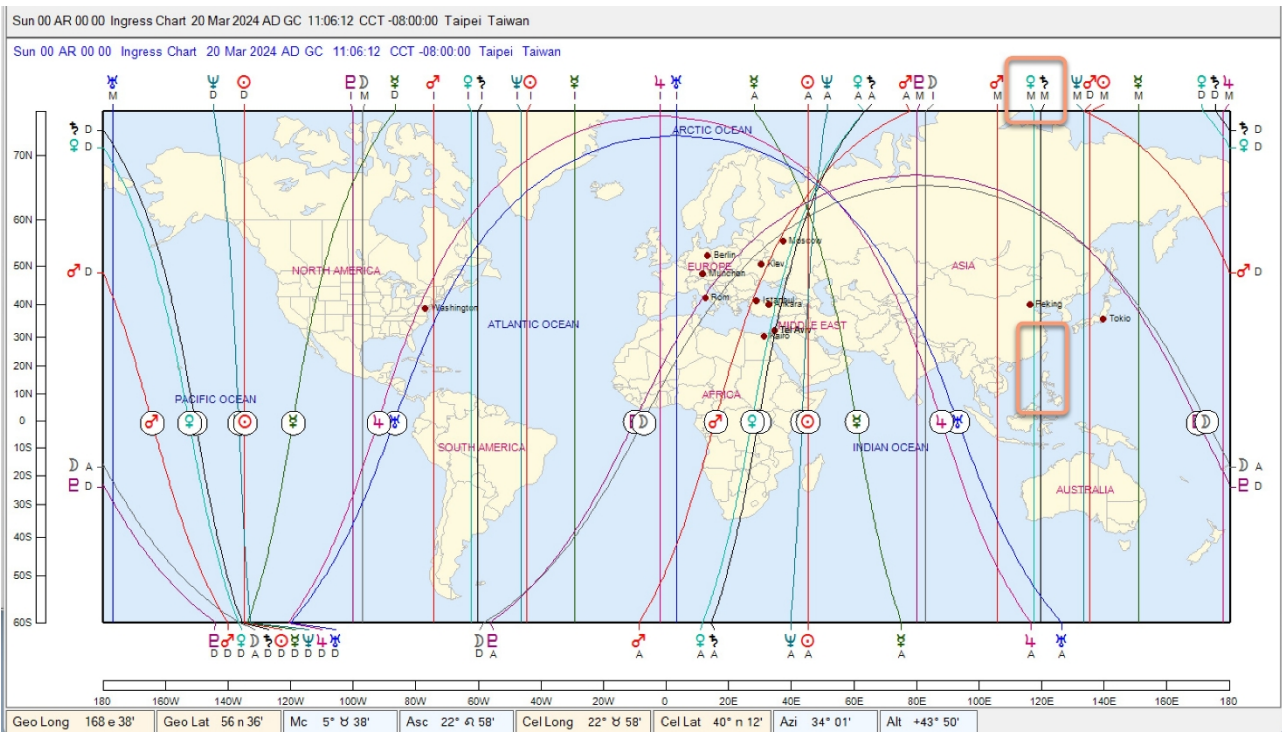 Sun 00 AR 00 00 Ingress Chart 20 Mar 2024 AD GC 11:06:12 CCT -08:00:00 Taipei Taiwan
Sun 00 AR 00 00 Ingress Chart 20 Mar 2024 AD GC 11:06:12 CCT -08:00:00 Taipei Taiwan
♅ ♆ ☉ ♇ ☽ ☿ ♂ ♀ ♄ ♆ ☉ ☿ ♃ ♅ ☿ ☉ ♆ ♀ ♄ ♂ ♇ ☽ ♂ ♀ ♄ ♆ ♂ ☉ ☿ ♀ ♄ ♃
M D D I M D I I I I I I I I A A A A A A M I M M M M D M M D D M
♄ D
♀ D
ARCTIC OCEAN
♄ D
♀ D
70N
60N
Moscow
Berlin
Kiev
50N
♂ D
NORTH AMERICA
EUROPE
Munchen
ASIA
♂ D
40N
Washington
Rom
Istanbul
Ankara
Peking
Tokio
ATLANTIC OCEAN
MIDDLE EAST
Tel Aviv
30N
Kairo
20N
PACIFIC OCEAN
AFRICA
10N
0
♂ ♀ ☉ ☿ ♃ ♅ ☽ ♂ ♀ ☉ ☿ ♃ ♅ ☽
10S
SOUTH AMERICA
INDIAN OCEAN
☽ A
☽ A
20S
♇ D
AUSTRALIA
♇ D
30S
40S
50S
60S
♇ ♂ ♀ ☽ ♄ ☉ ☿ ♆ ♃ ♅ ☽ ♇ ♂ ♀ ♄ ♆ ☉ ☿ ♃ ♅
D D D A D D D D D D D A A A A A A A A A
180 160W 140W 120W 100W 80W 60W 40W 20W 0 20E 40E 60E 80E 100E 120E 140E 160E 180
Geo Long 168 e 38' Geo Lat 56 n 36' Mc 5° ♉ 38' Asc 22° ♌ 58' Cel Long 22° ♉ 58' Cel Lat 40° n 12' Azi 34° 01' Alt +43° 50'